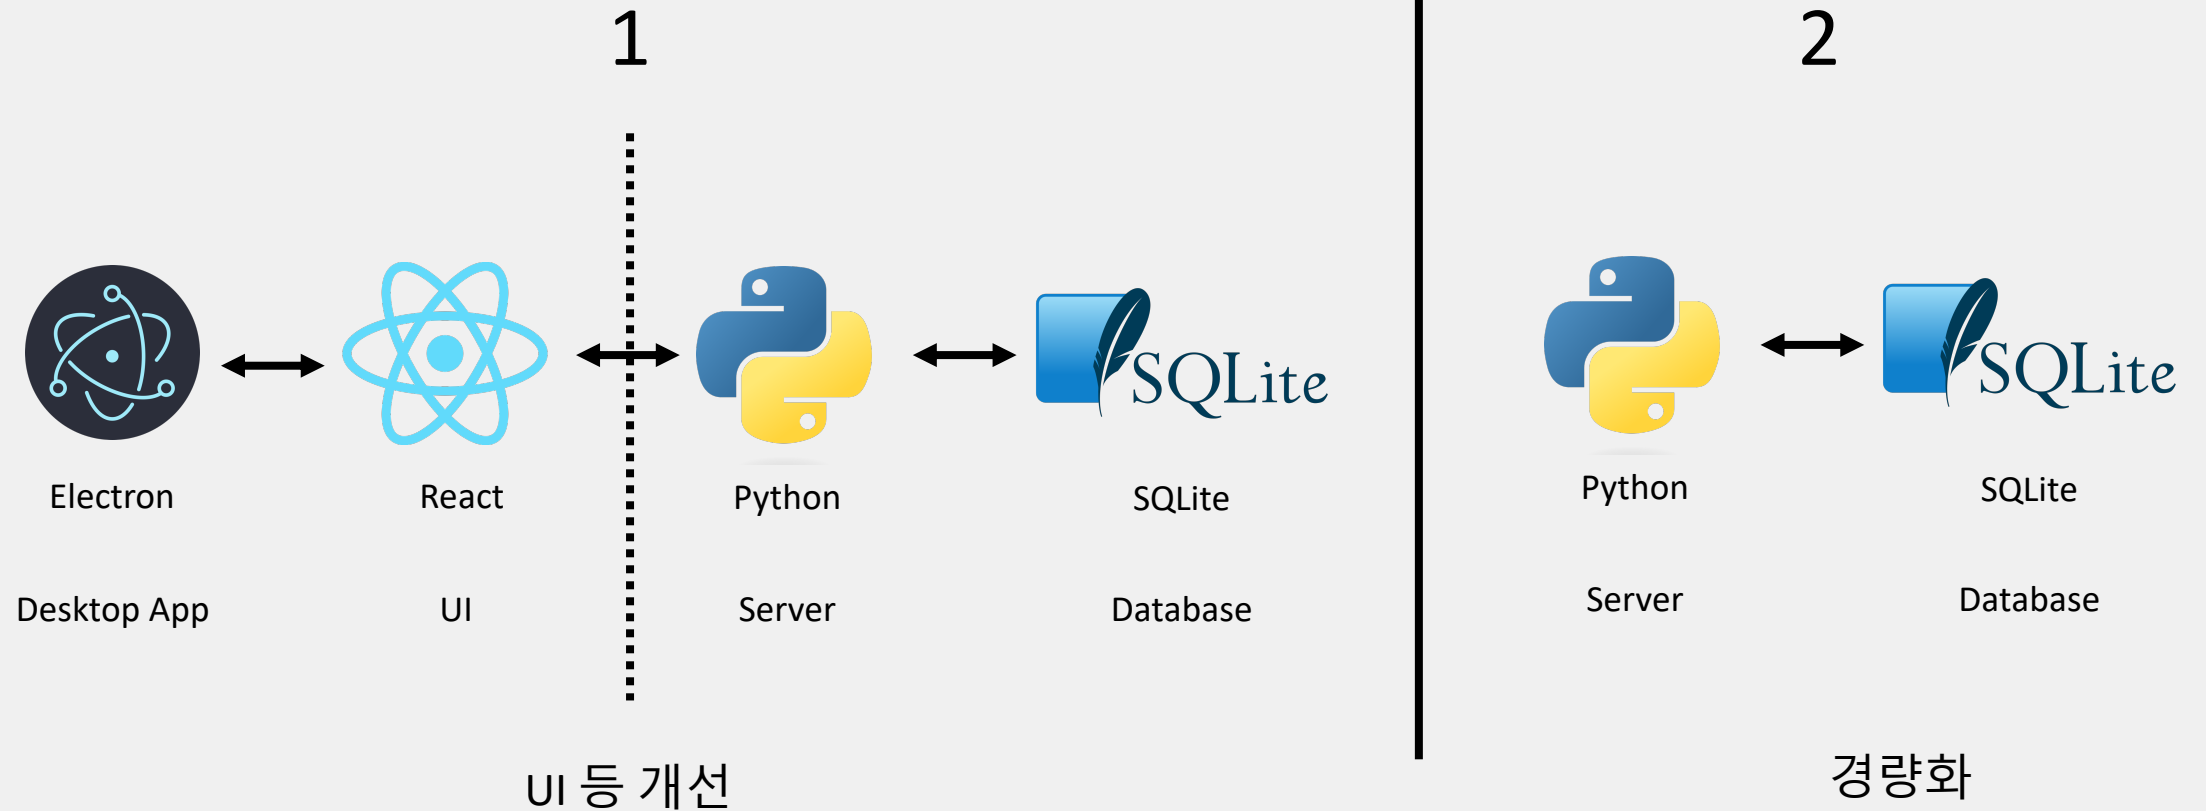 1
2
SQLite
SQLite
Electron
React
Python
SQLite
Python
SQLite
Desktop App
UI
Server
Database
Server
Database
UI 등 개선
경량화